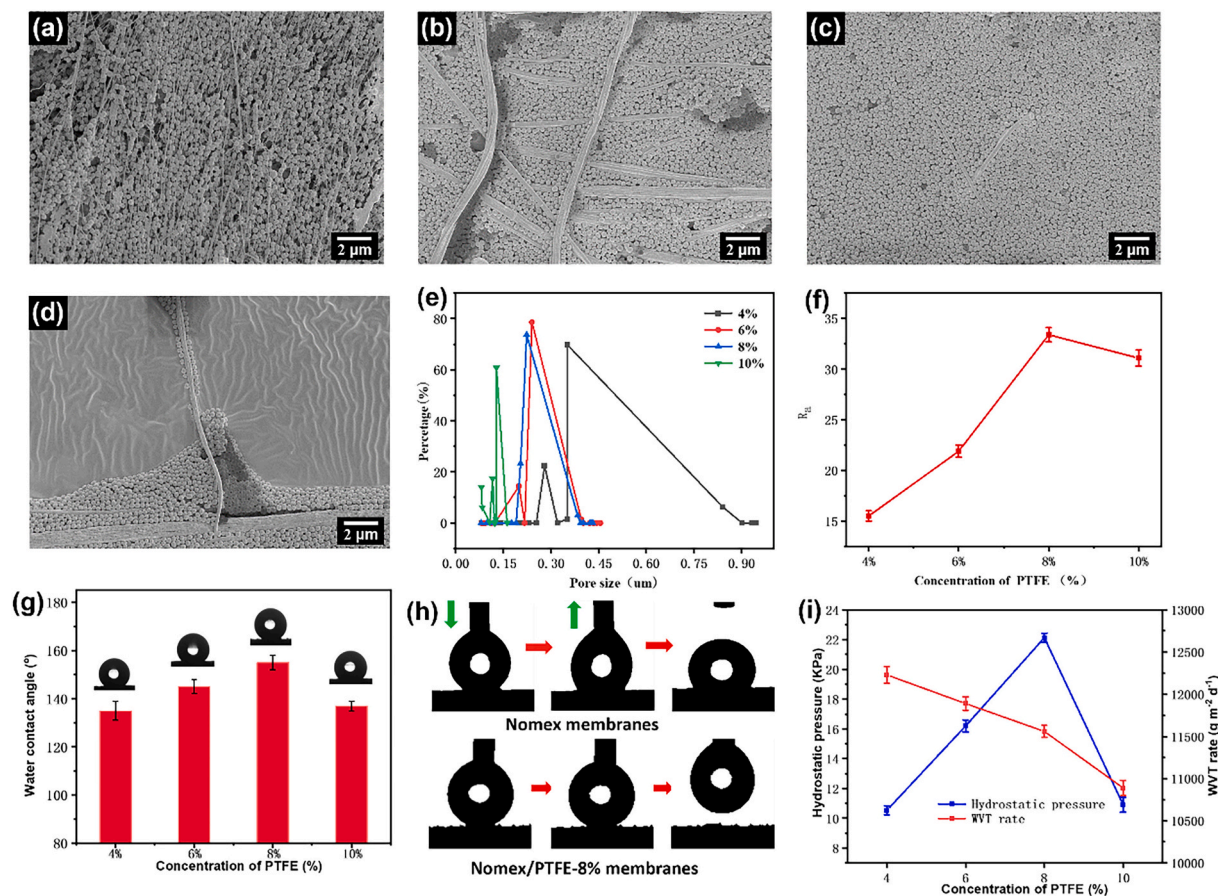 (a)
2 μm
(b)
2 μm
(c)
2 μm
(d)
2 μm
(e)
80
60
40
20
0
Percetage (%)
4%
6%
8%
10%
0.00 0.15 0.30 0.45 0.60 0.75 0.90
Pore size (um)
(f)
35
30
25
20
15
Ra
4% 6% 8% 10%
Concentration of PTFE (%)
(g)
180
160
140
120
100
80
Water contact angle (°)
4% 6% 8% 10%
Concentration of PTFE (%)
(h)
Nomex membranes
Nomex/PTFE-8% membranes
(i)
24
22
20
18
16
14
12
10
8
Hydrostatic pressure (KPa)
Hydrostatic pressure
WVT rate
13000
12500
12000
11500
11000
10500
10000
WVT rate (g m⁻² d⁻¹)
4 6 8 10
Concentration of PTFE (%)